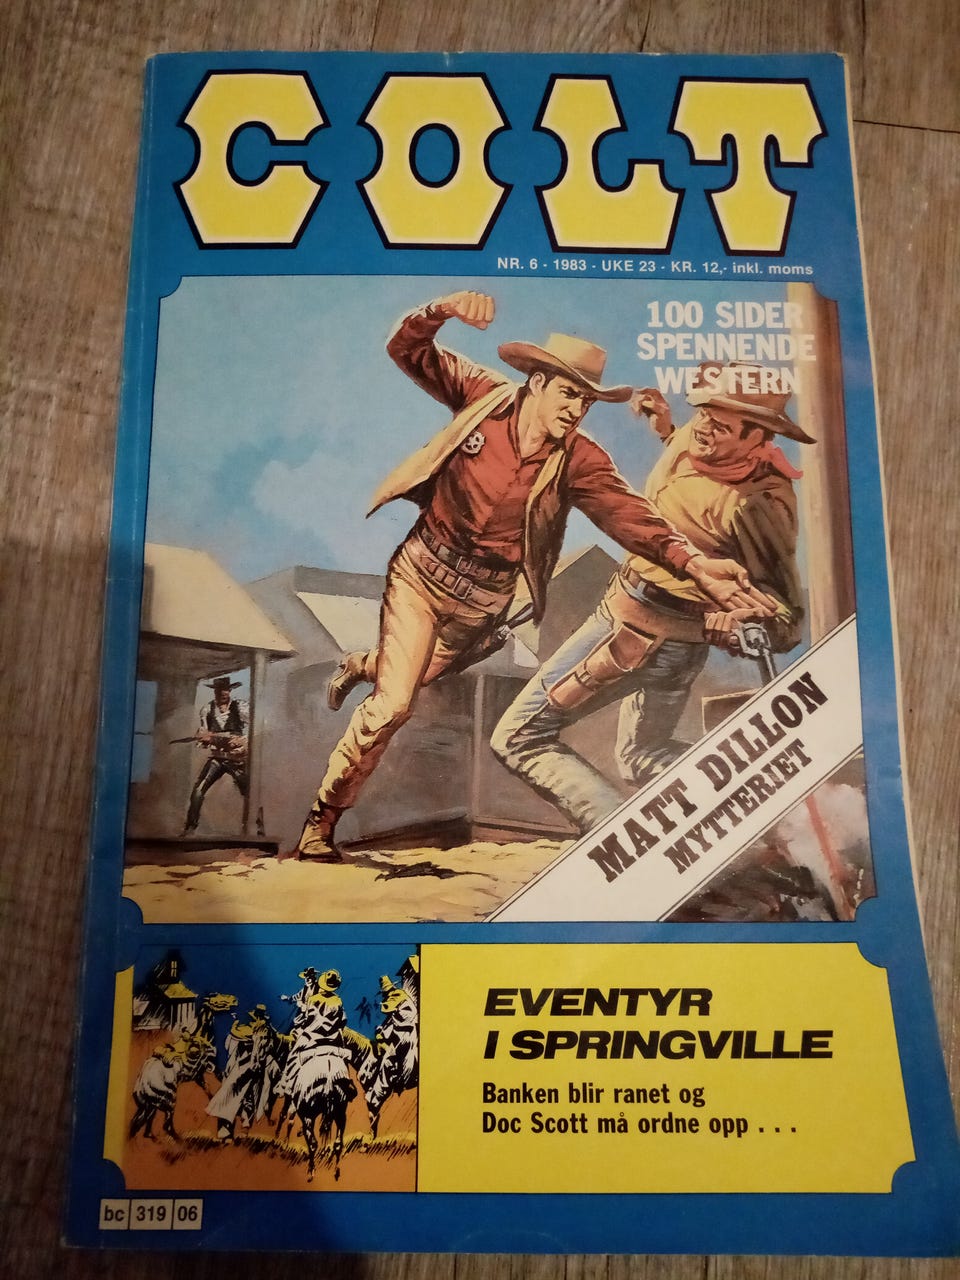 COLT
NR. 6 - 1983 - UKE 23 - KR. 12,- inkl. moms
100 SIDER
SPENNENDE
WESTERN
MATT DILLON
MYTTERIET
EVENTYR
I SPRINGVILLE
Banken blir ranet og
Doc Scott må ordne opp . . .
bc 319 06